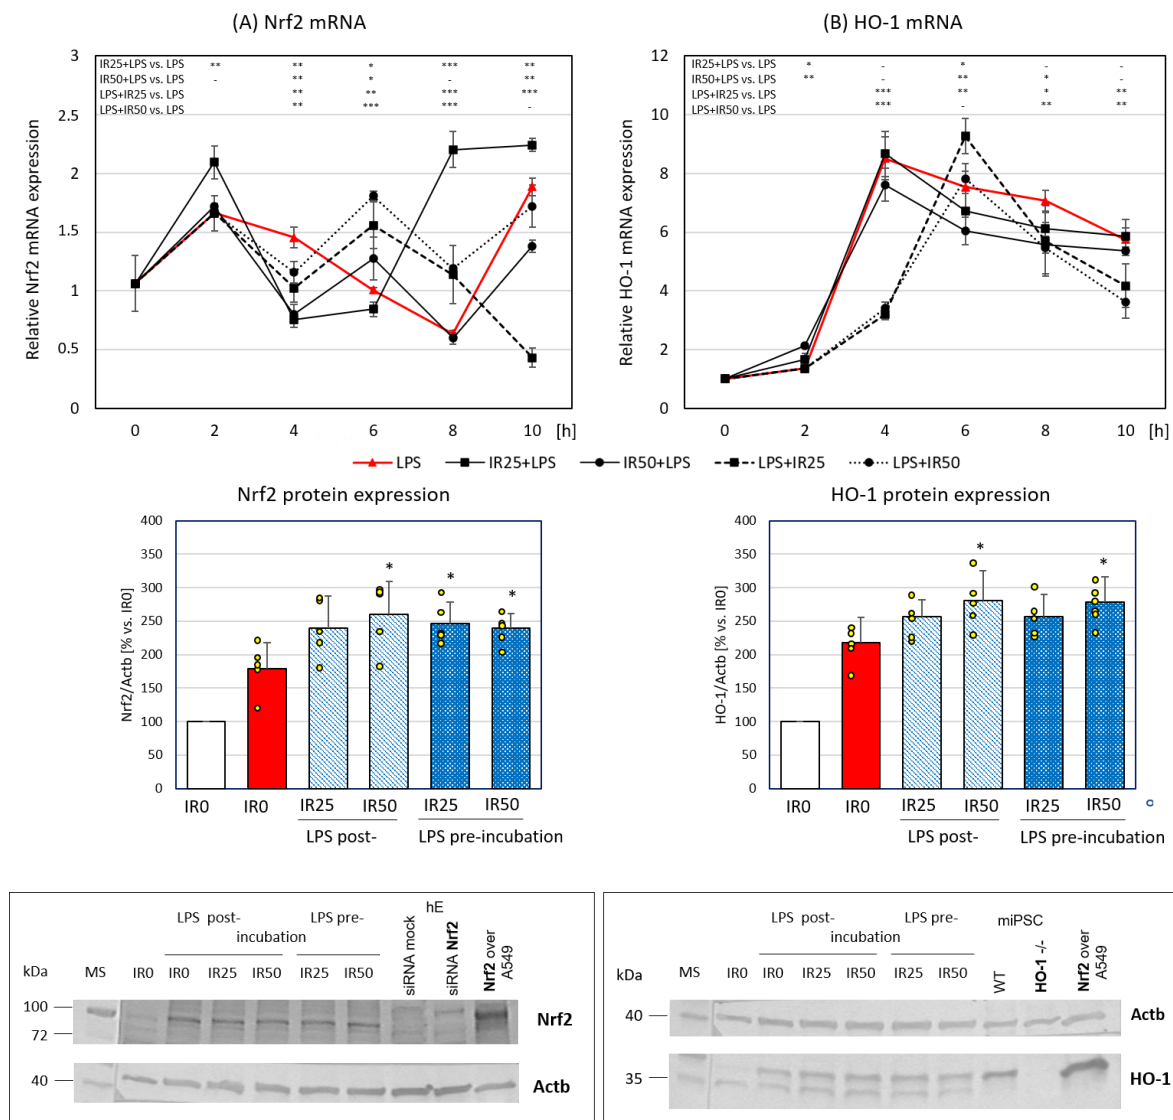 (A) Nrf2 mRNA
(B) HO-1 mRNA
Relative Nrf2 mRNA expression
3
2.5
2
1.5
1
0.5
0
IR25+LPS vs. LPS ** ** * *** **
IR50+LPS vs. LPS - ** * - **
LPS+IR25 vs. LPS ** ** *** ***
LPS+IR50 vs. LPS ** *** *** -
0 2 4 6 8 10 [h]
Relative HO-1 mRNA expression
12
10
8
6
4
2
0
IR25+LPS vs. LPS * - * - -
IR50+LPS vs. LPS ** - ** * -
LPS+IR25 vs. LPS *** ** * **
LPS+IR50 vs. LPS *** - ** **
0 2 4 6 8 10 [h]
LPS IR25+LPS IR50+LPS LPS+IR25 LPS+IR50
Nrf2 protein expression
Nrf2/Actb [% vs. IR0]
400
350
300
250
200
150
100
50
0
* * *
IR0 IR0 IR25 IR50 IR25 IR50
LPS post- LPS pre-incubation
HO-1 protein expression
HO-1/Actb [% vs. IR0]
400
350
300
250
200
150
100
50
0
* *
IR0 IR0 IR25 IR50 IR25 IR50
LPS post- LPS pre-incubation
LPS post- LPS pre-
incubation
hE
kDa MS IR0 IR0 IR25 IR50 IR25 IR50
siRNA mock
siRNA Nrf2
Nrf2 over
A549
100
72
Nrf2
40
Actb
LPS post- LPS pre-
incubation
miPSC
kDa MS IR0 IR0 IR25 IR50 IR25 IR50
WT
HO-1 -/-
Nrf2 over
A549
40
Actb
35
HO-1